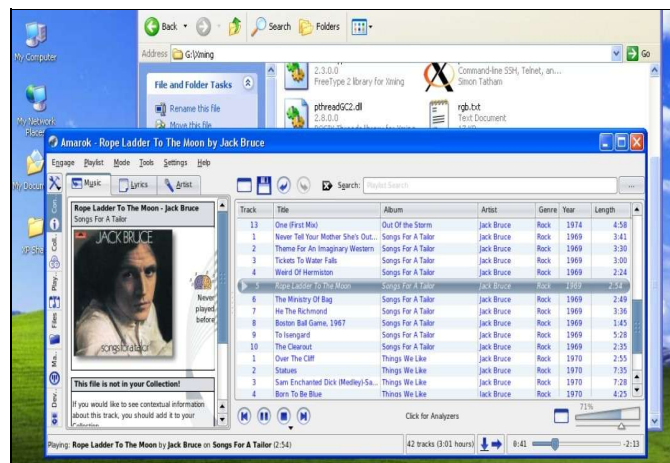 Back
Search
Folders
My Computer
Address
G:\Xming
Go
File and Folder Tasks
Rename this file
Move this file
2.3.0.0
FreeType 2 library for Xming
Command-line SSH, Telnet, an...
Simon Tatham
pthreadGC2.dll
2.8.0.0
rgb.txt
Text Document
My Network
Places
Amarok - Rope Ladder To The Moon by Jack Bruce
Engage Playlist Mode Tools Settings Help
Music Lyrics Artist
Search: Playlist Search ...
Rope Ladder To The Moon - Jack Bruce
Songs For A Tailor
JACK BRUCE
songs for a tailor
Never
played
before
This file is not in your Collection!
If you would like to see contextual information
about this track, you should add it to your
Collection
Con.
Coll.
Play..
Files
Ma..
Dev.
Track Title Album Artist Genre Year Length
13 One (First Mix) Out Of the Storm Jack Bruce Rock 1974 4:58
1 Never Tell Your Mother She's Out... Songs For A Tailor Jack Bruce Rock 1969 3:41
2 Theme For An Imaginary Western Songs For A Tailor Jack Bruce Rock 1969 3:30
3 Tickets To Water Falls Songs For A Tailor Jack Bruce Rock 1969 3:00
4 Weird Of Hermiston Songs For A Tailor Jack Bruce Rock 1969 2:24
5 Rope Ladder To The Moon Songs For A Tailor Jack Bruce Rock 1969 2:54
6 The Ministry Of Bag Songs For A Tailor Jack Bruce Rock 1969 2:49
7 He The Richmond Songs For A Tailor Jack Bruce Rock 1969 3:36
8 Boston Ball Game, 1967 Songs For A Tailor Jack Bruce Rock 1969 1:45
9 To Isengard Songs For A Tailor Jack Bruce Rock 1969 5:28
10 The Clearout Songs For A Tailor Jack Bruce Rock 1969 2:35
1 Over The Cliff Things We Like Jack Bruce Rock 1970 2:55
2 Statues Things We Like Jack Bruce Rock 1970 7:35
3 Sam Enchanted Dick (Medley)-Sa... Things We Like Jack Bruce Rock 1970 7:28
4 Born To Be Blue Things We Like Jack Bruce Rock 1970 4:25
Click for Analyzers
71%
Playing: Rope Ladder To The Moon by Jack Bruce on Songs For A Tailor (2:54)
42 tracks (3:01 hours)
0:41
-2:13